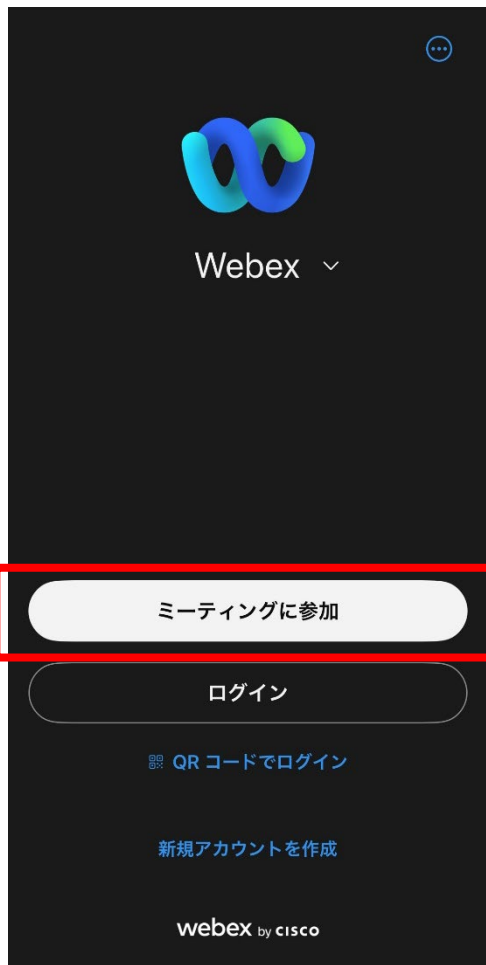 Webex
ミーティングに参加
ログイン
QR コードでログイン
新規アカウントを作成
webex by CISCO